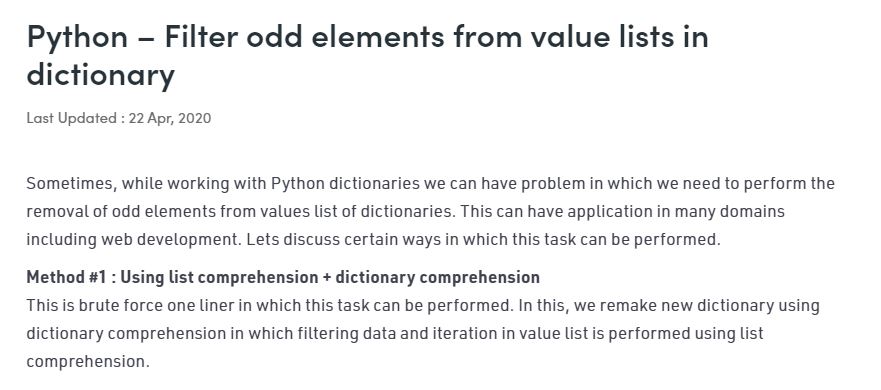 Python – Filter odd elements from value lists in
dictionary
Last Updated : 22 Apr, 2020
Sometimes, while working with Python dictionaries we can have problem in which we need to perform the
removal of odd elements from values list of dictionaries. This can have application in many domains
including web development. Lets discuss certain ways in which this task can be performed.
Method #1 : Using list comprehension + dictionary comprehension
This is brute force one liner in which this task can be performed. In this, we remake new dictionary using
dictionary comprehension in which filtering data and iteration in value list is performed using list
comprehension.